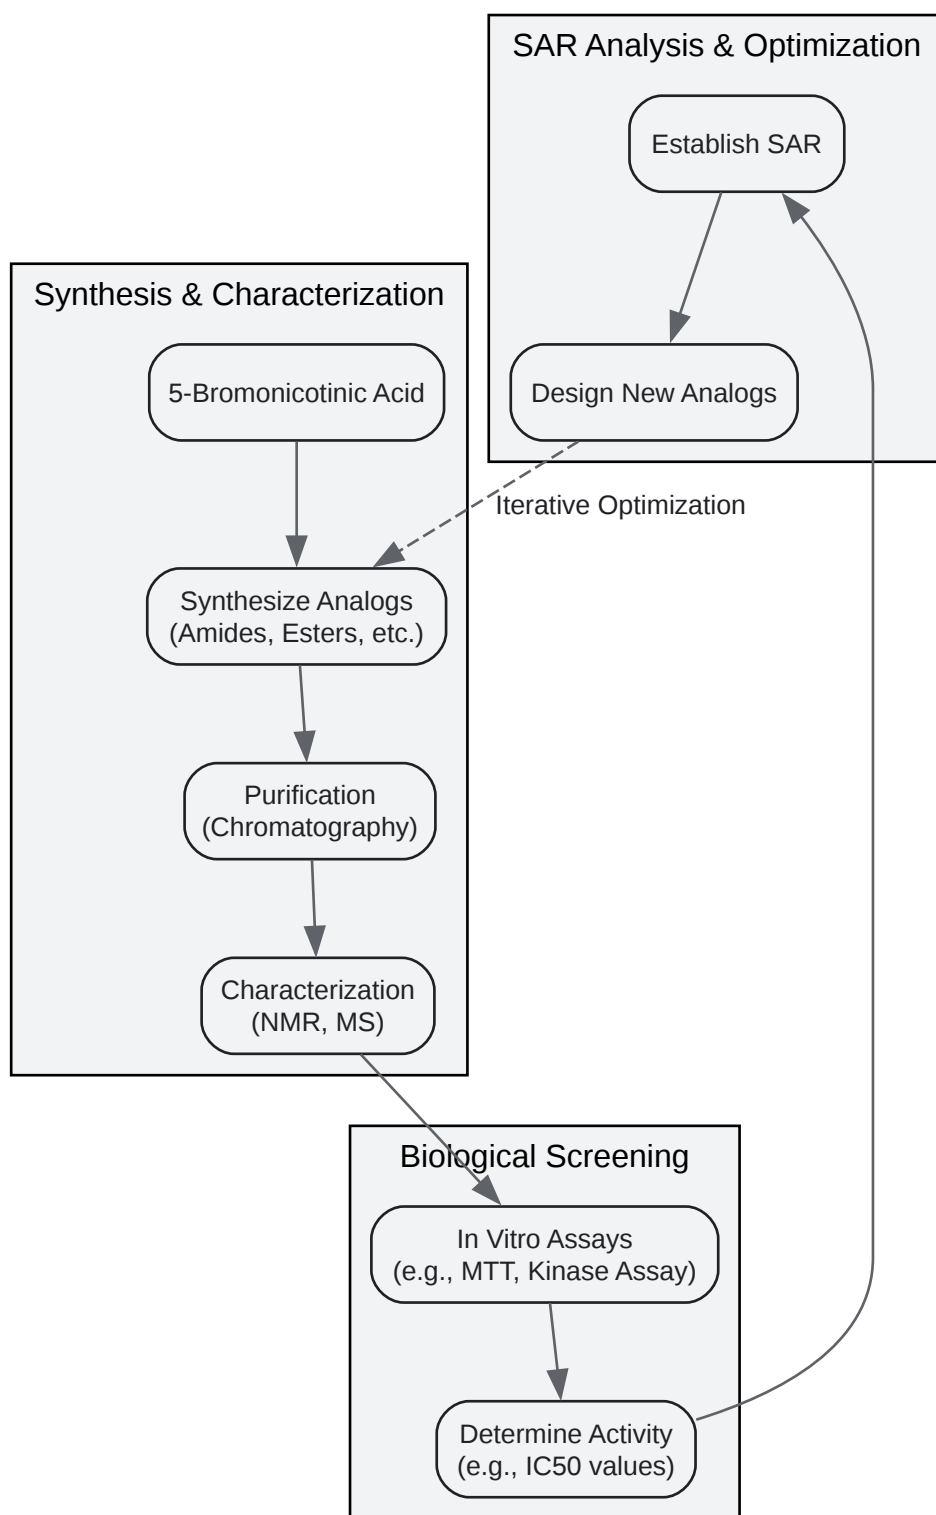 SAR Analysis & Optimization
Establish SAR
Design New Analogs
Iterative Optimization
Synthesis & Characterization
5-Bromonicotinic Acid
Synthesize Analogs
(Amides, Esters, etc.)
Purification
(Chromatography)
Characterization
(NMR, MS)
Biological Screening
In Vitro Assays
(e.g., MTT, Kinase Assay)
Determine Activity
(e.g., IC50 values)